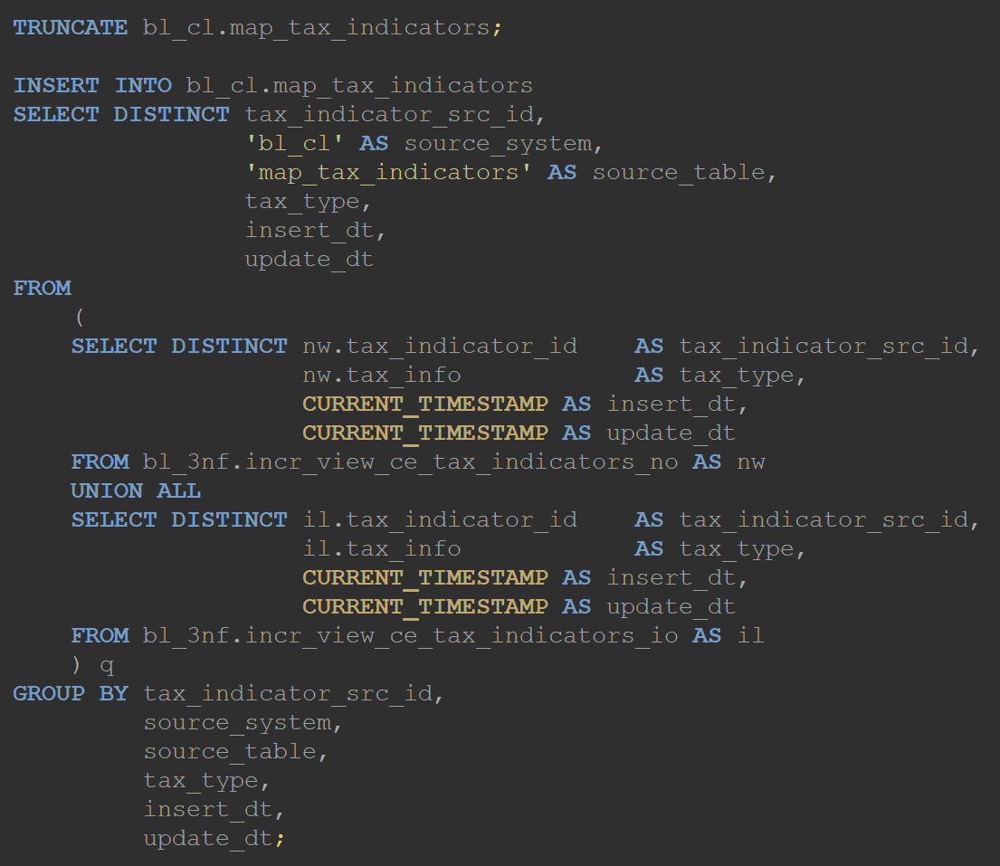 TRUNCATE bl_cl.map_tax_indicators;

INSERT INTO bl_cl.map_tax_indicators
SELECT DISTINCT tax_indicator_src_id,
                'bl_cl' AS source_system,
                'map_tax_indicators' AS source_table,
                tax_type,
                insert_dt,
                update_dt
FROM
    (
    SELECT DISTINCT nw.tax_indicator_id    AS tax_indicator_src_id,
                    nw.tax_info            AS tax_type,
                    CURRENT_TIMESTAMP AS insert_dt,
                    CURRENT_TIMESTAMP AS update_dt
    FROM bl_3nf.incr_view_ce_tax_indicators_no AS nw
    UNION ALL
    SELECT DISTINCT il.tax_indicator_id    AS tax_indicator_src_id,
                    il.tax_info            AS tax_type,
                    CURRENT_TIMESTAMP AS insert_dt,
                    CURRENT_TIMESTAMP AS update_dt
    FROM bl_3nf.incr_view_ce_tax_indicators_io AS il
    ) q
GROUP BY tax_indicator_src_id,
         source_system,
         source_table,
         tax_type,
         insert_dt,
         update_dt;